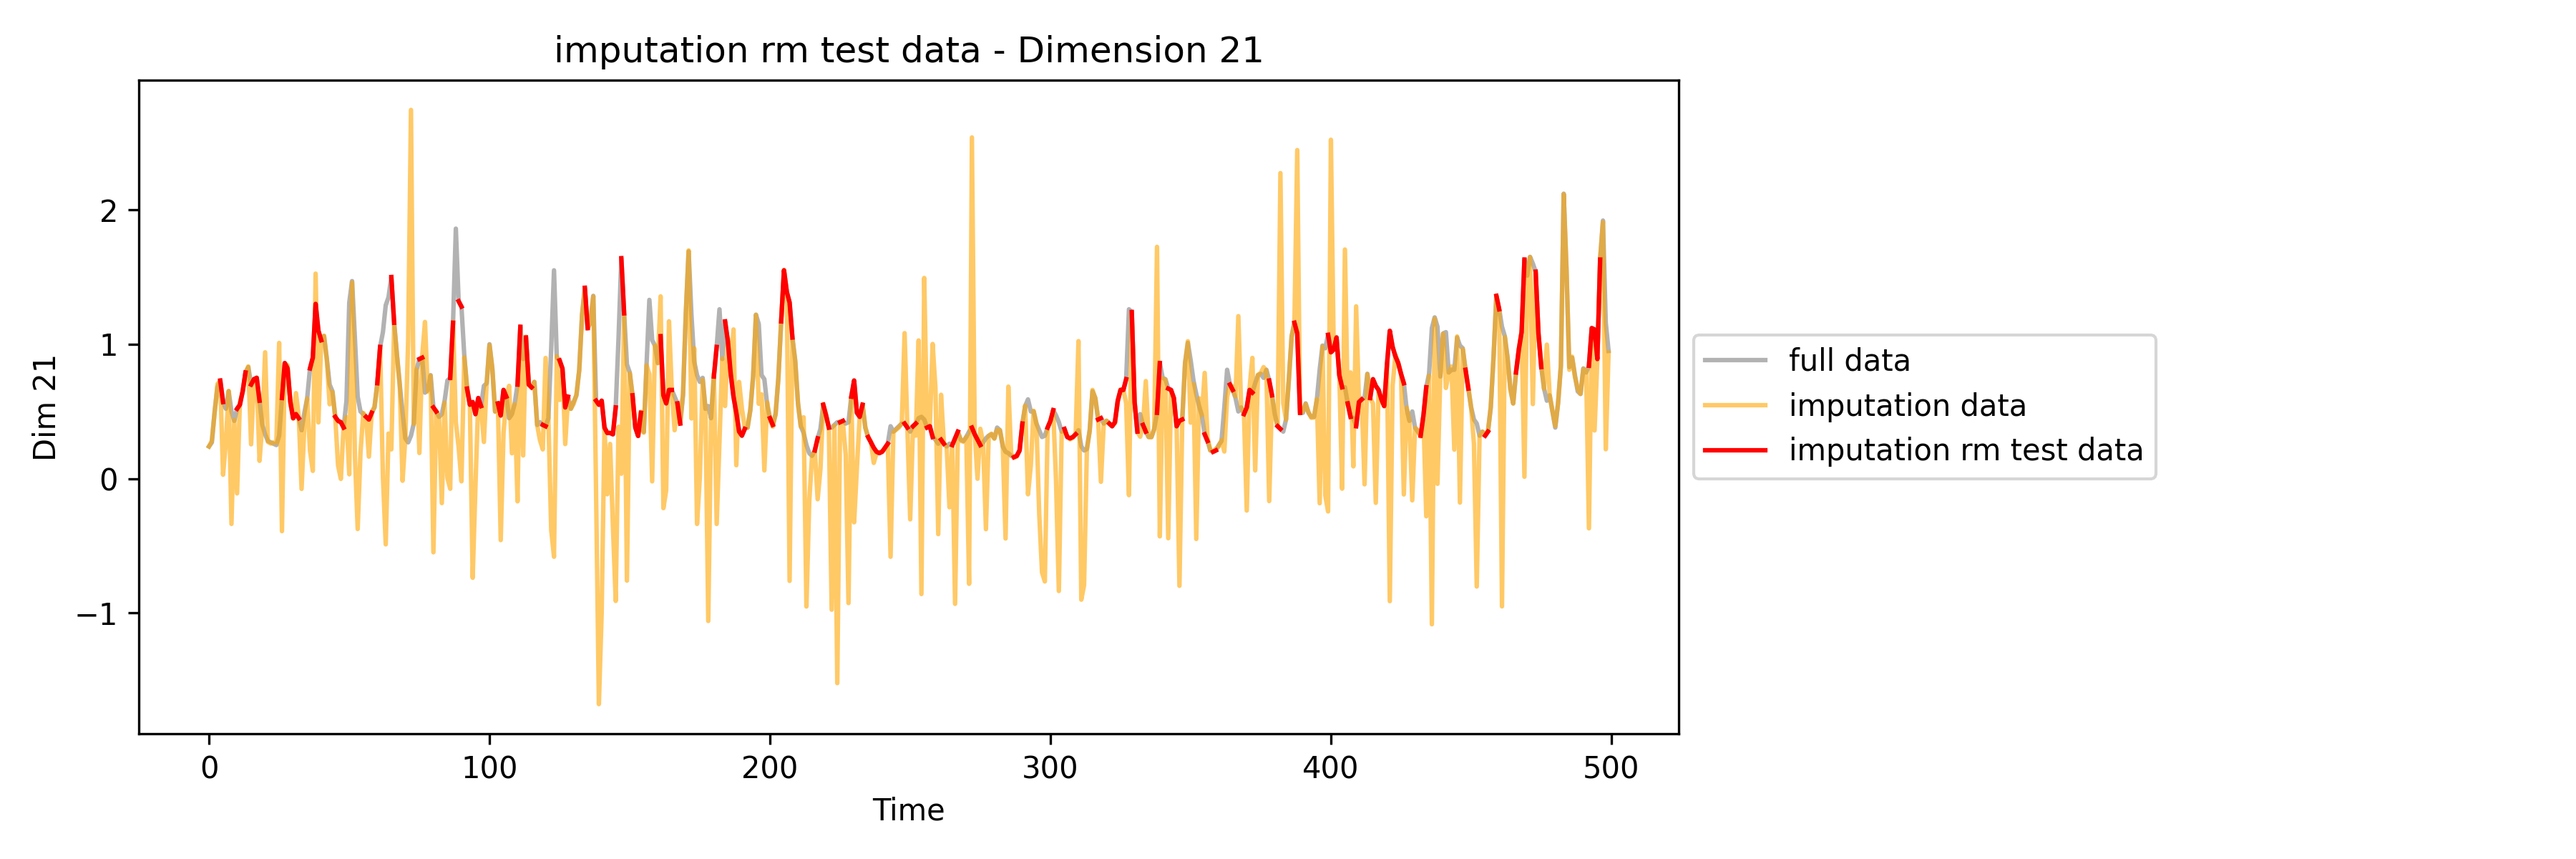 imputation rm test data - Dimension 21
Dim 21
2
1
0
−1
0
100
200
300
400
500
Time
full data
imputation data
imputation rm test data